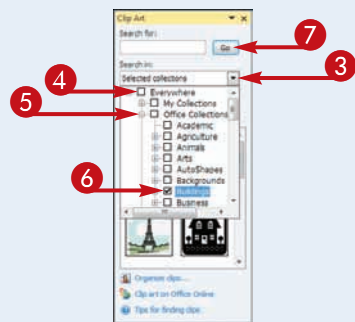 Clip Art
Search for:
Go
7
Search in:
Selected collections
3
4
Everywhere
My Collections
5
Office Collections
Academic
Agriculture
Animals
Arts
AutoShapes
Backgrounds
6
Buildings
Business
Organize clips...
Clip art on Office Online
Tips for finding clips